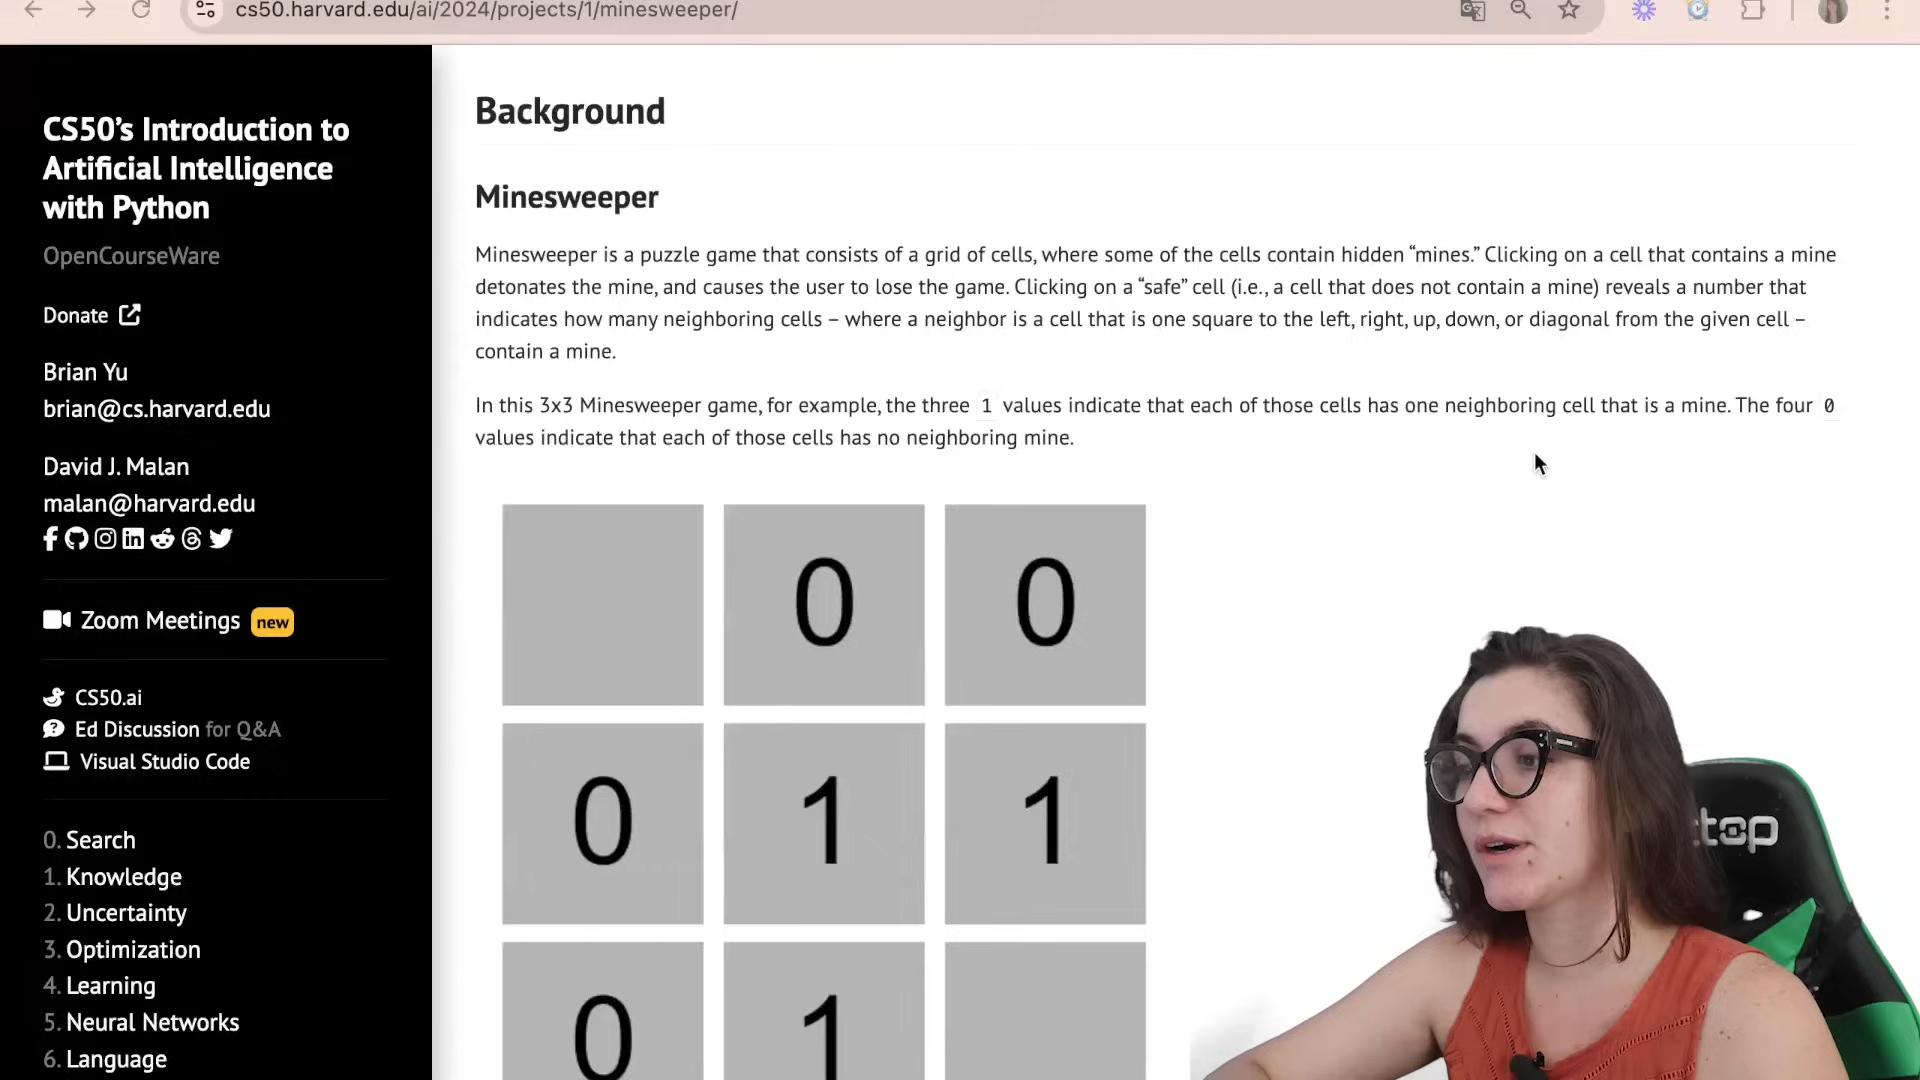 cs50.harvard.edu/ai/2024/projects/1/minesweeper/
CS50’s Introduction to
Artificial Intelligence
with Python
OpenCourseWare
Donate
Brian Yu
brian@cs.harvard.edu
David J. Malan
malan@harvard.edu
Zoom Meetings new
CS50.ai
Ed Discussion for Q&A
Visual Studio Code
0. Search
1. Knowledge
2. Uncertainty
3. Optimization
4. Learning
5. Neural Networks
6. Language
Background
Minesweeper
Minesweeper is a puzzle game that consists of a grid of cells, where some of the cells contain hidden “mines.” Clicking on a cell that contains a mine
detonates the mine, and causes the user to lose the game. Clicking on a “safe” cell (i.e., a cell that does not contain a mine) reveals a number that
indicates how many neighboring cells – where a neighbor is a cell that is one square to the left, right, up, down, or diagonal from the given cell –
contain a mine.
In this 3x3 Minesweeper game, for example, the three 1 values indicate that each of those cells has one neighboring cell that is a mine. The four 0
values indicate that each of those cells has no neighboring mine.
0 0
0 1 1
0 1